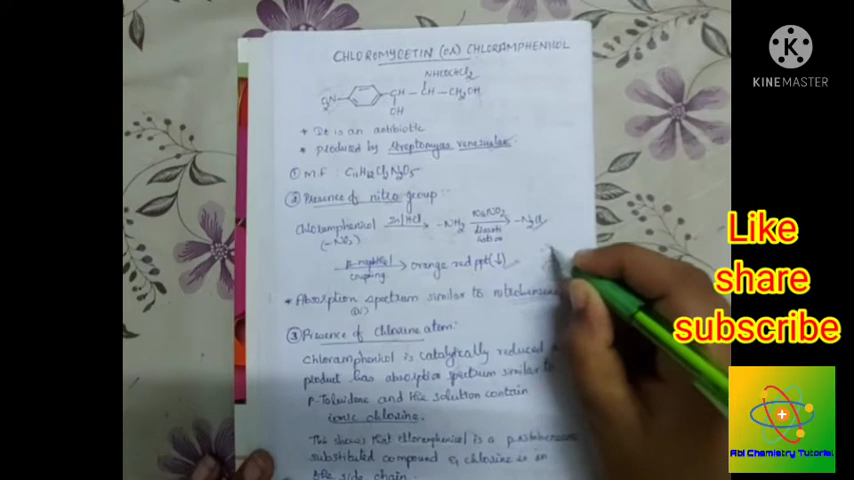 CHLOROMYCETIN (OR) CHLORAMPHENICOL
NHCOCHCl2
O2N
CH — CH — CH2OH
OH
* It is an antibiotic
* produced by Streptomyces venezuelae
① M.F : C11H12Cl2N2O5
② Presence of nitro group :-
Chloramphenicol Zn/HCl → -NH2 NaNO2 → -N2Cl
(-NO2)
β-naphthol → orange red ppt(↓)
coupling
* Absorption spectrum similar to nitrobenzene
③ Presence of chlorine atom:
Chloramphenicol is catalytically reduced
product has absorption spectrum similar to
P-Toluidine and the solution contain
ionic chlorine.
This shows that chloramphenicol is a
substituted compound & chlorine is in
side chain.
KINEMASTER
Like
share
subscribe
Abi Chemistry Tutorial